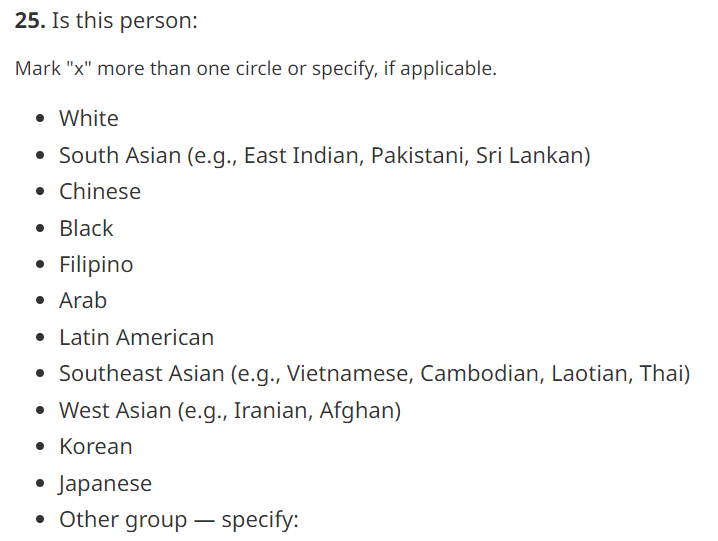 25. Is this person:
Mark "x" more than one circle or specify, if applicable.
• White
• South Asian (e.g., East Indian, Pakistani, Sri Lankan)
• Chinese
• Black
• Filipino
• Arab
• Latin American
• Southeast Asian (e.g., Vietnamese, Cambodian, Laotian, Thai)
• West Asian (e.g., Iranian, Afghan)
• Korean
• Japanese
• Other group — specify: